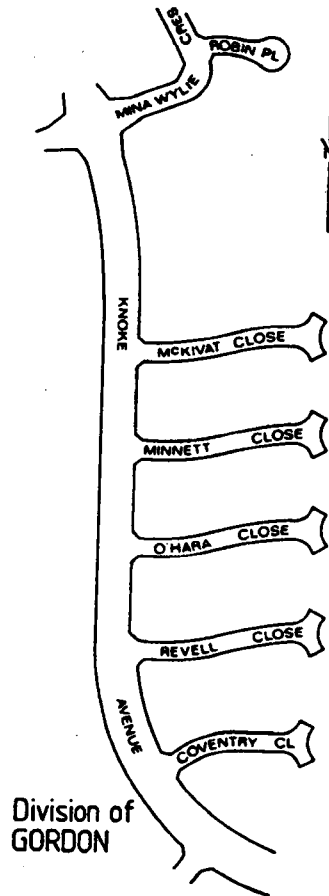 CRES
ROBIN PL
MINA WYLIE
KNOKE
McKIVAT CLOSE
MINNETT CLOSE
O'HARA CLOSE
REVELL CLOSE
AVENUE
COVENTRY CL
Division of
GORDON